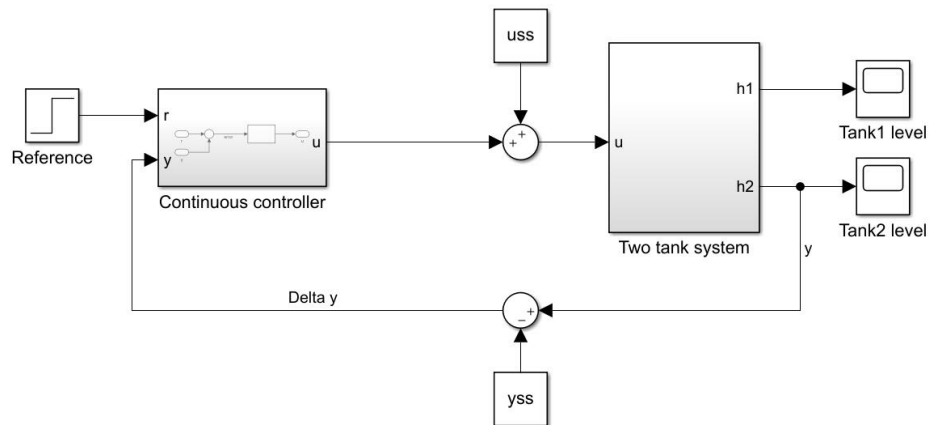 uss
Reference
r
y
u
Continuous controller
u
h1
h2
Two tank system
Tank1 level
Tank2 level
y
Delta y
yss